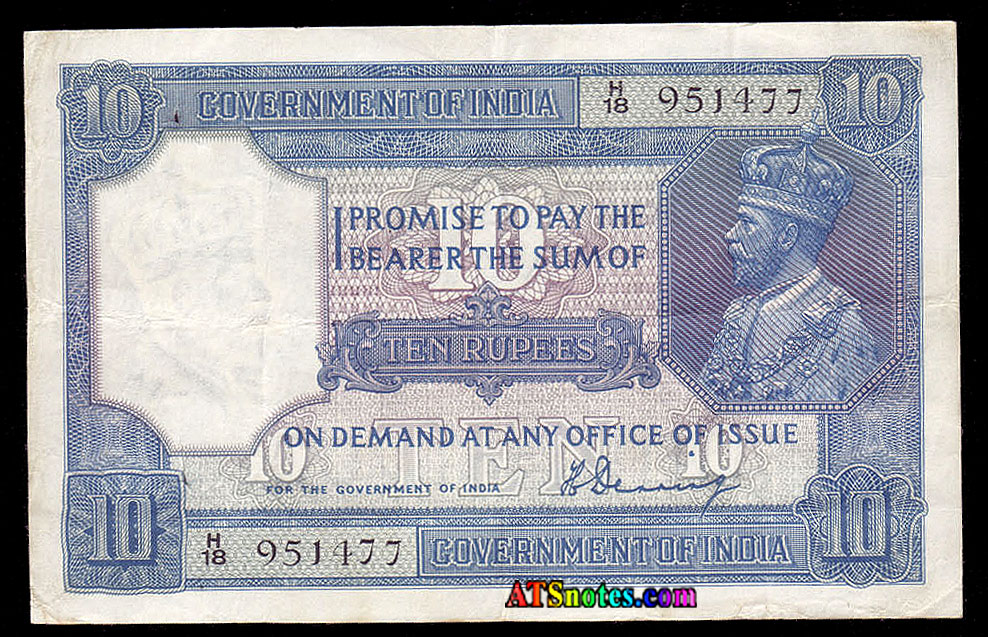 10 GOVERNMENT OF INDIA H/18 951477 10
I PROMISE TO PAY THE
BEARER THE SUM OF
10
TEN RUPEES
ON DEMAND AT ANY OFFICE OF ISSUE
10 TEN 10
FOR THE GOVERNMENT OF INDIA H Denning
10 H/18 951477 GOVERNMENT OF INDIA 10
ATSnotes.com